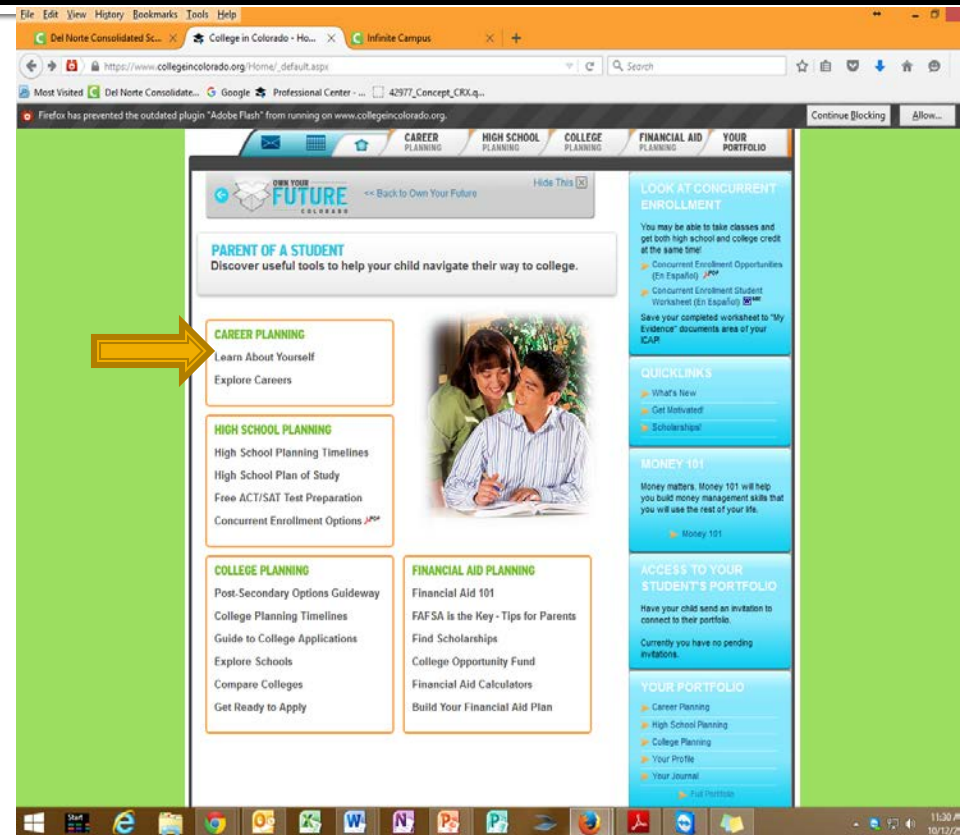 File Edit View History Bookmarks Tools Help
Del Norte Consolidated Sc...
College in Colorado - Ho...
Infinite Campus
https://www.collegeincolorado.org/Home/_default.aspx
Search
Most Visited
Del Norte Consolidate...
Google
Professional Center - ...
42977_Concept_CRX.q...
Firefox has prevented the outdated plugin "Adobe Flash" from running on www.collegeincolorado.org.
Continue Blocking
Allow...
CAREER PLANNING
HIGH SCHOOL PLANNING
COLLEGE PLANNING
FINANCIAL AID PLANNING
YOUR PORTFOLIO
OWN YOUR
FUTURE
COLORADO
<< Back to Own Your Future
Hide This
PARENT OF A STUDENT
Discover useful tools to help your child navigate their way to college.
CAREER PLANNING
Learn About Yourself
Explore Careers
HIGH SCHOOL PLANNING
High School Planning Timelines
High School Plan of Study
Free ACT/SAT Test Preparation
Concurrent Enrollment Options PDF
COLLEGE PLANNING
Post-Secondary Options Guideway
College Planning Timelines
Guide to College Applications
Explore Schools
Compare Colleges
Get Ready to Apply
FINANCIAL AID PLANNING
Financial Aid 101
FAFSA is the Key - Tips for Parents
Find Scholarships
College Opportunity Fund
Financial Aid Calculators
Build Your Financial Aid Plan
LOOK AT CONCURRENT
ENROLLMENT
You may be able to take classes and
get both high school and college credit
at the same time!
Concurrent Enrollment Opportunities
(En Español) PDF
Concurrent Enrollment Student
Worksheet (En Español)
Save your completed worksheet to "My
Evidence" documents area of your
ICAP!
QUICKLINKS
What's New
Get Motivated!
Scholarships!
MONEY 101
Money matters. Money 101 will help
you build money management skills that
you will use the rest of your life.
Money 101
ACCESS TO YOUR
STUDENT'S PORTFOLIO
Have your child send an invitation to
connect to their portfolio.
Currently you have no pending
invitations.
YOUR PORTFOLIO
Career Planning
High School Planning
College Planning
Your Profile
Your Journal
Full Portfolio
Start
11:30
10/12/